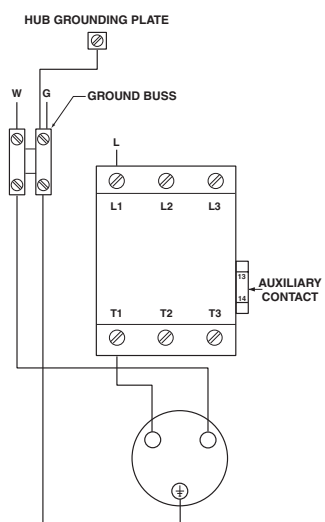 HUB GROUNDING PLATE
W
G
GROUND BUSS
L
L1
L2
L3
13
AUXILIARY
CONTACT
14
T1
T2
T3